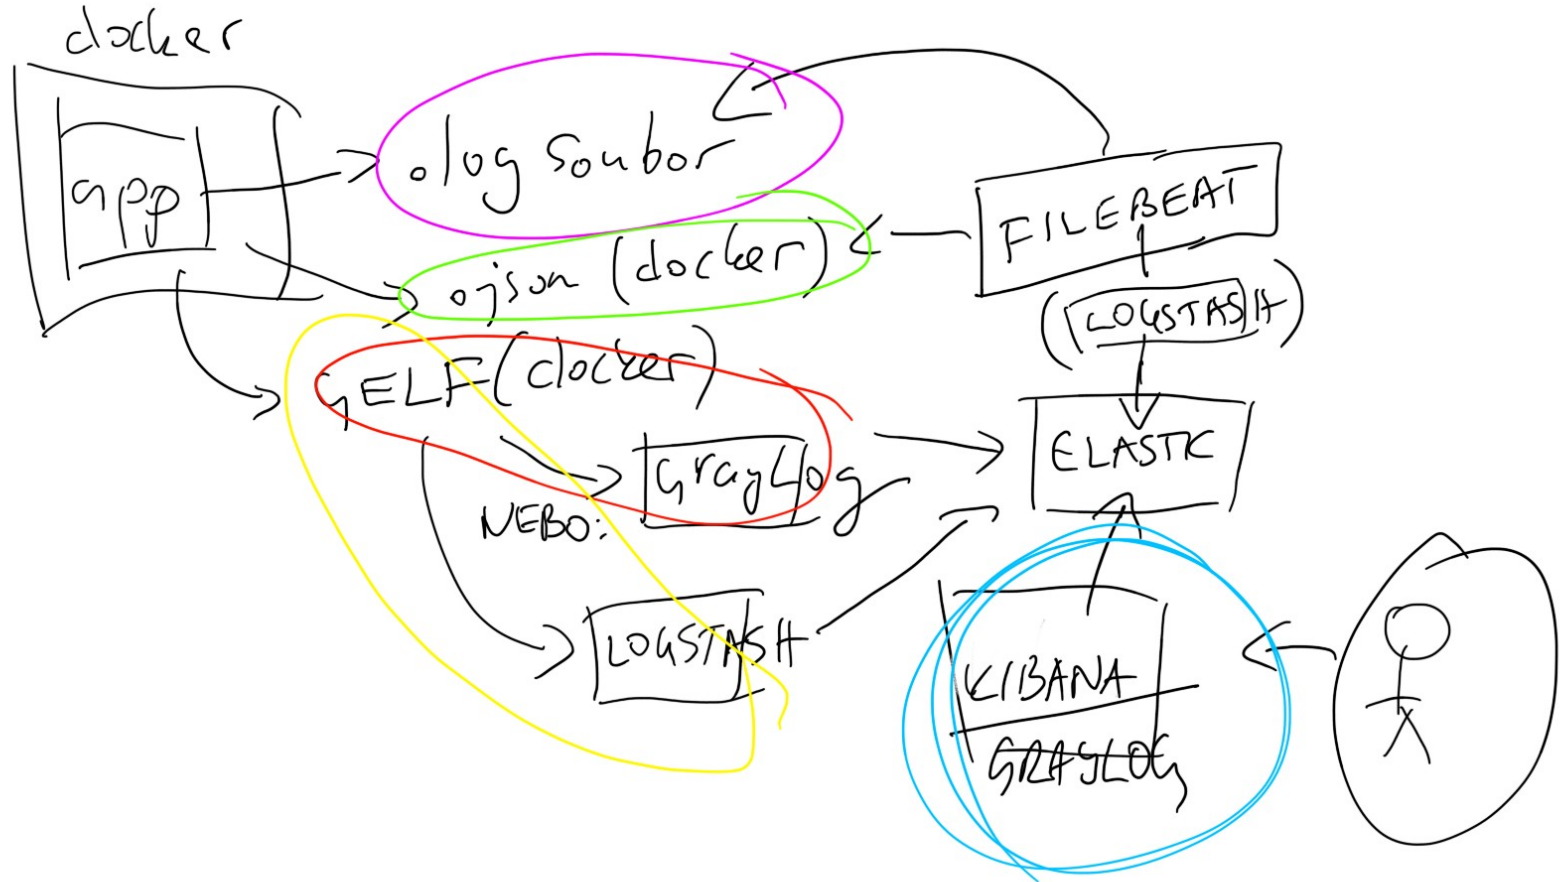 docker
app
.log soubor
.json (docker)
GELF (docker)
GrayLog
NEBO:
LOGSTASH
FILEBEAT
(LOGSTASH)
ELASTIC
KIBANA
GRAYLOG